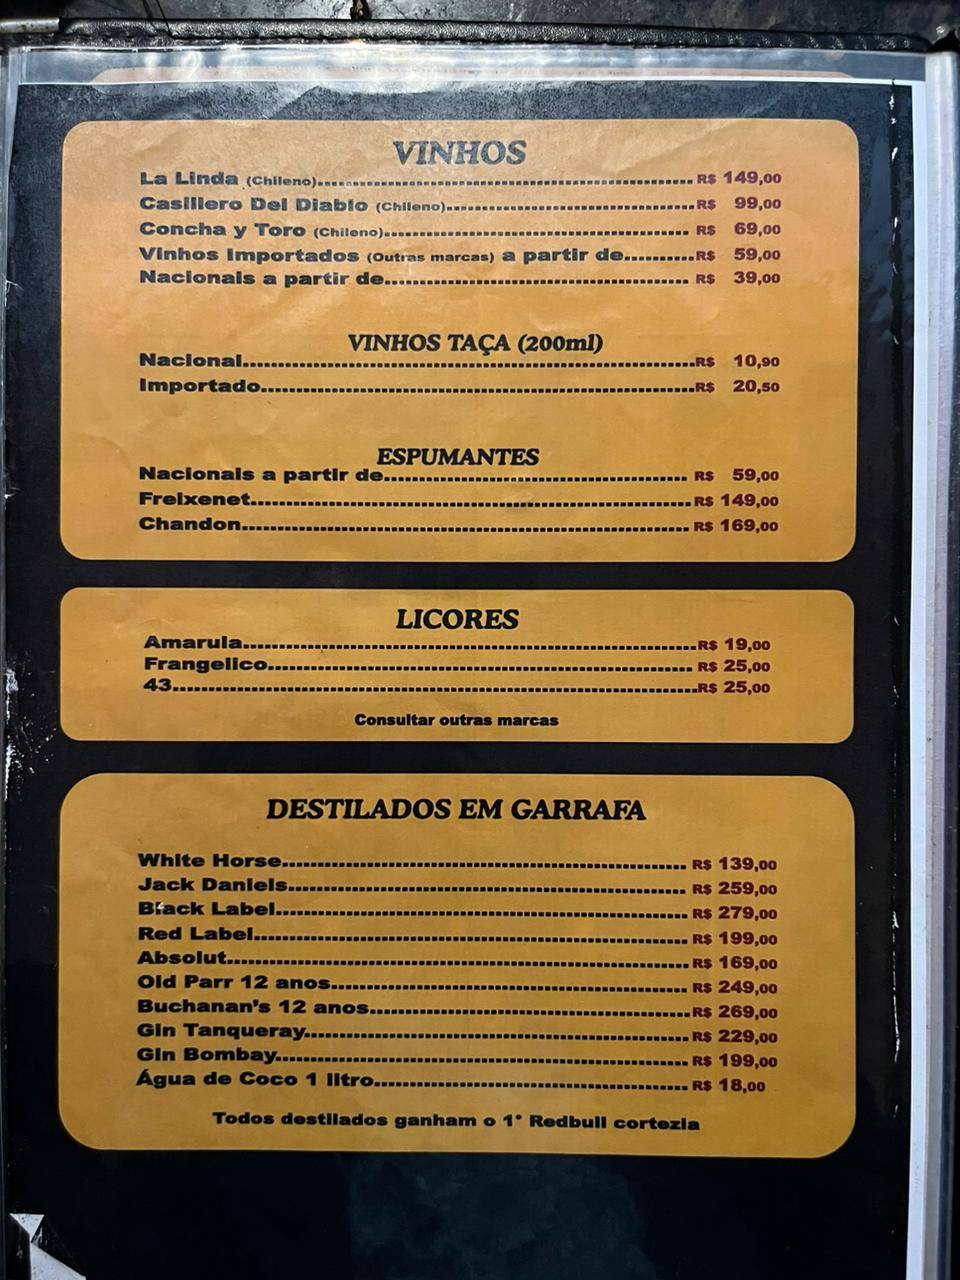 VINHOS
La Linda (Chileno)........................R$ 149,00
Casillero Del Diablo (Chileno)........................R$ 99,00
Concha y Toro (Chileno)........................R$ 69,00
Vinhos Importados (Outras marcas) a partir de..........R$ 59,00
Nacionais a partir de........................R$ 39,00
VINHOS TAÇA (200ml)
Nacional........................R$ 10,90
Importado........................R$ 20,50
ESPUMANTES
Nacionais a partir de........................R$ 59,00
Freixenet........................R$ 149,00
Chandon........................R$ 169,00
LICORES
Amarula........................R$ 19,00
Frangelico........................R$ 25,00
43........................R$ 25,00
Consultar outras marcas
DESTILADOS EM GARRAFA
White Horse........................R$ 139,00
Jack Daniels........................R$ 259,00
Black Label........................R$ 279,00
Red Label........................R$ 199,00
Absolut........................R$ 169,00
Old Parr 12 anos........................R$ 249,00
Buchanan's 12 anos........................R$ 269,00
Gin Tanqueray........................R$ 229,00
Gin Bombay........................R$ 199,00
Água de Coco 1 litro........................R$ 18,00
Todos destilados ganham o 1° Redbull cortezia